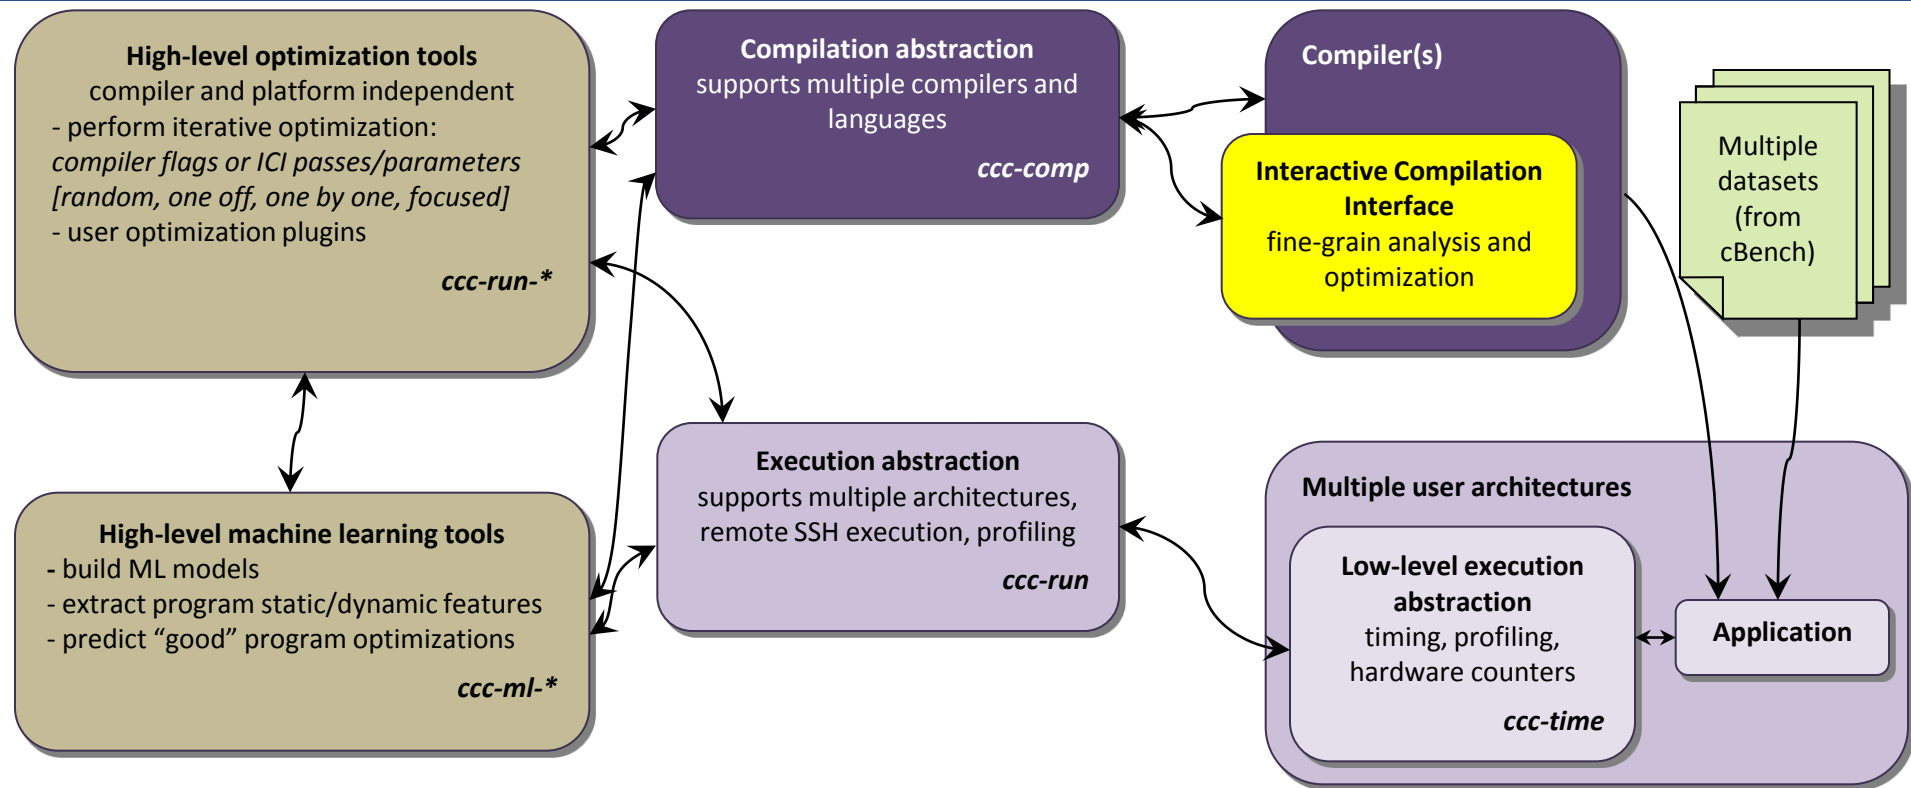 High-level optimization tools
compiler and platform independent
- perform iterative optimization:
compiler flags or ICI passes/parameters
[random, one off, one by one, focused]
- user optimization plugins
ccc-run-*
Compilation abstraction
supports multiple compilers and
languages
ccc-comp
Compiler(s)
Interactive Compilation
Interface
fine-grain analysis and
optimization
Multiple
datasets
(from
cBench)
High-level machine learning tools
- build ML models
- extract program static/dynamic features
- predict “good” program optimizations
ccc-ml-*
Execution abstraction
supports multiple architectures,
remote SSH execution, profiling
ccc-run
Multiple user architectures
Low-level execution
abstraction
timing, profiling,
hardware counters
ccc-time
Application